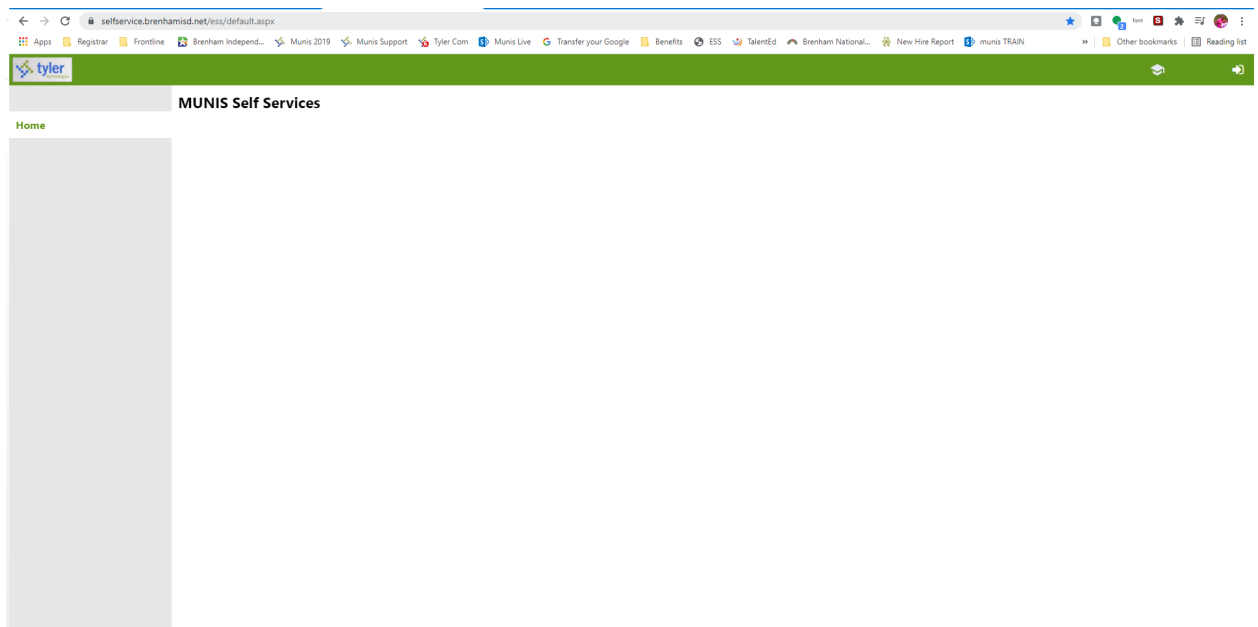 selfservice.brenhamisd.net/ess/default.aspx
Apps Registrar Frontline Brenham Independ... Munis 2019 Munis Support Tyler Com Munis Live Transfer your Google Benefits ESS TalentEd Brenham National... New Hire Report munis TRAIN » Other bookmarks Reading list
tyler
MUNIS Self Services
Home